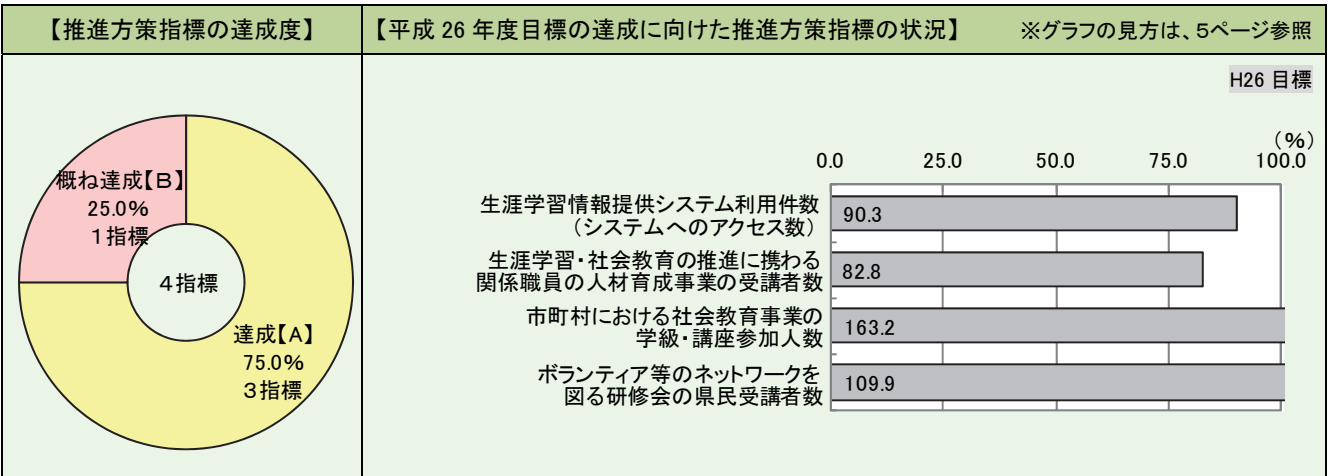 【推進方策指標の達成度】
【平成26年度目標の達成に向けた推進方策指標の状況】 ※グラフの見方は、5ページ参照
概ね達成【B】
25.0%
1指標
4指標
達成【A】
75.0%
3指標
H26目標
(%)
0.0 25.0 50.0 75.0 100.0
生涯学習情報提供システム利用件数
(システムへのアクセス数)
90.3
生涯学習・社会教育の推進に携わる
関係職員の人材育成事業の受講者数
82.8
市町村における社会教育事業の
学級・講座参加人数
163.2
ボランティア等のネットワークを
図る研修会の県民受講者数
109.9